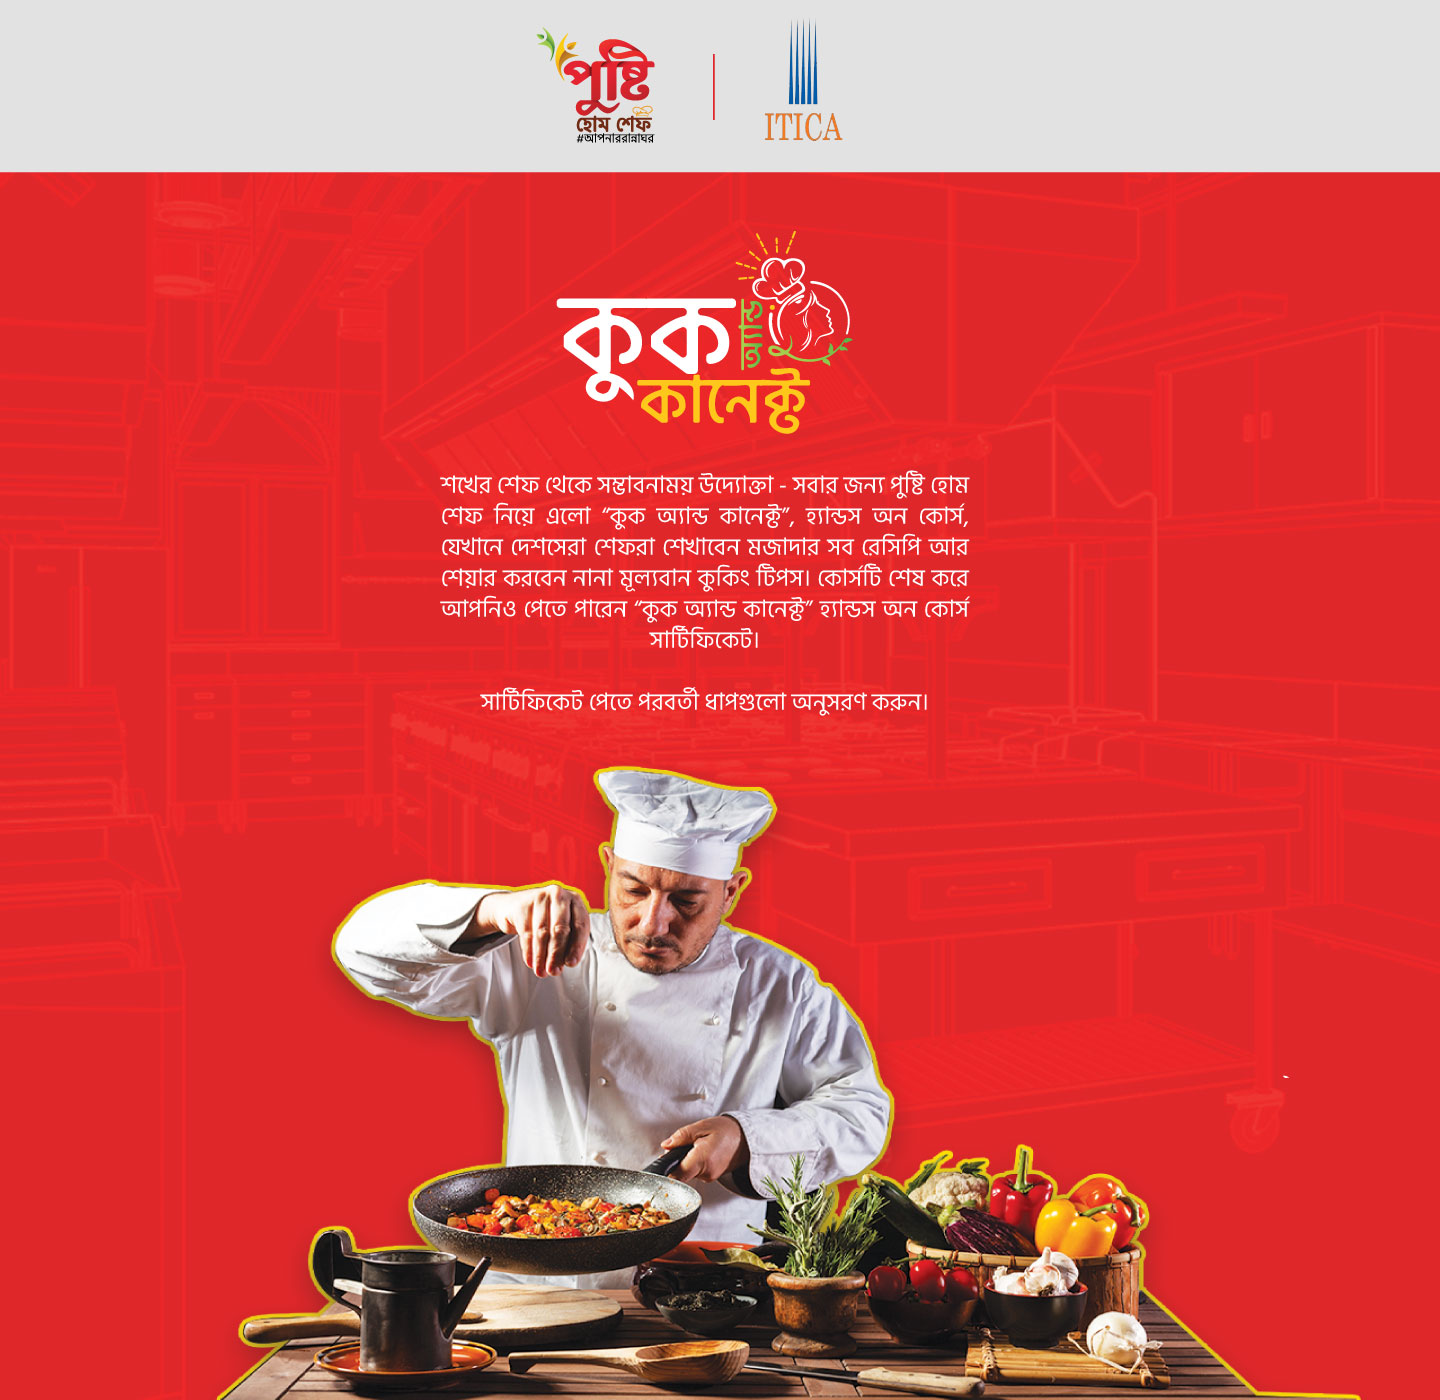 পুষ্টি
হোম শেফ
#আপনাররান্নাঘর
ITICA
কুক অ্যান্ড
কানেক্ট
শখের শেফ থেকে সম্ভাবনাময় উদ্যোক্তা - সবার জন্য পুষ্টি হোম
শেফ নিয়ে এলো “কুক অ্যান্ড কানেক্ট”, হ্যান্ডস অন কোর্স,
যেখানে দেশসেরা শেফরা শেখাবেন মজাদার সব রেসিপি আর
শেয়ার করবেন নানা মূল্যবান কুকিং টিপস। কোর্সটি শেষ করে
আপনিও পেতে পারেন “কুক অ্যান্ড কানেক্ট” হ্যান্ডস অন কোর্স
সার্টিফিকেট।
সার্টিফিকেট পেতে পরবর্তী ধাপগুলো অনুসরণ করুন।